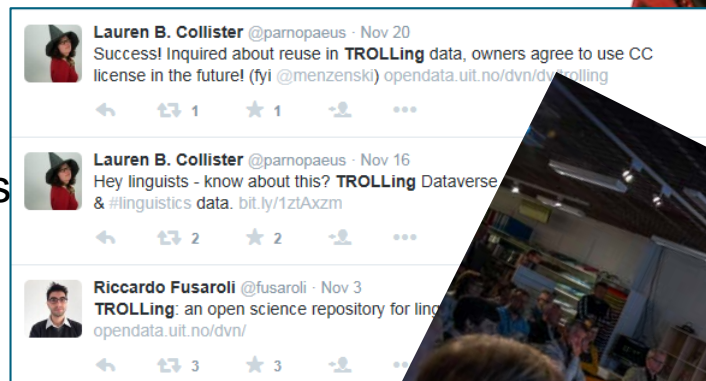 Lauren B. Collister @parnopaeus · Nov 20
Success! Inquired about reuse in TROLLing data, owners agree to use CC
license in the future! (fyi @menzenski) opendata.uit.no/dvn/dv/trolling
1 1
s
Lauren B. Collister @parnopaeus · Nov 16
Hey linguists - know about this? TROLLing Dataverse
& #linguistics data. bit.ly/1ztAxzm
2 2
Riccardo Fusaroli @fusaroli · Nov 3
TROLLing: an open science repository for ling
opendata.uit.no/dvn/
3 3